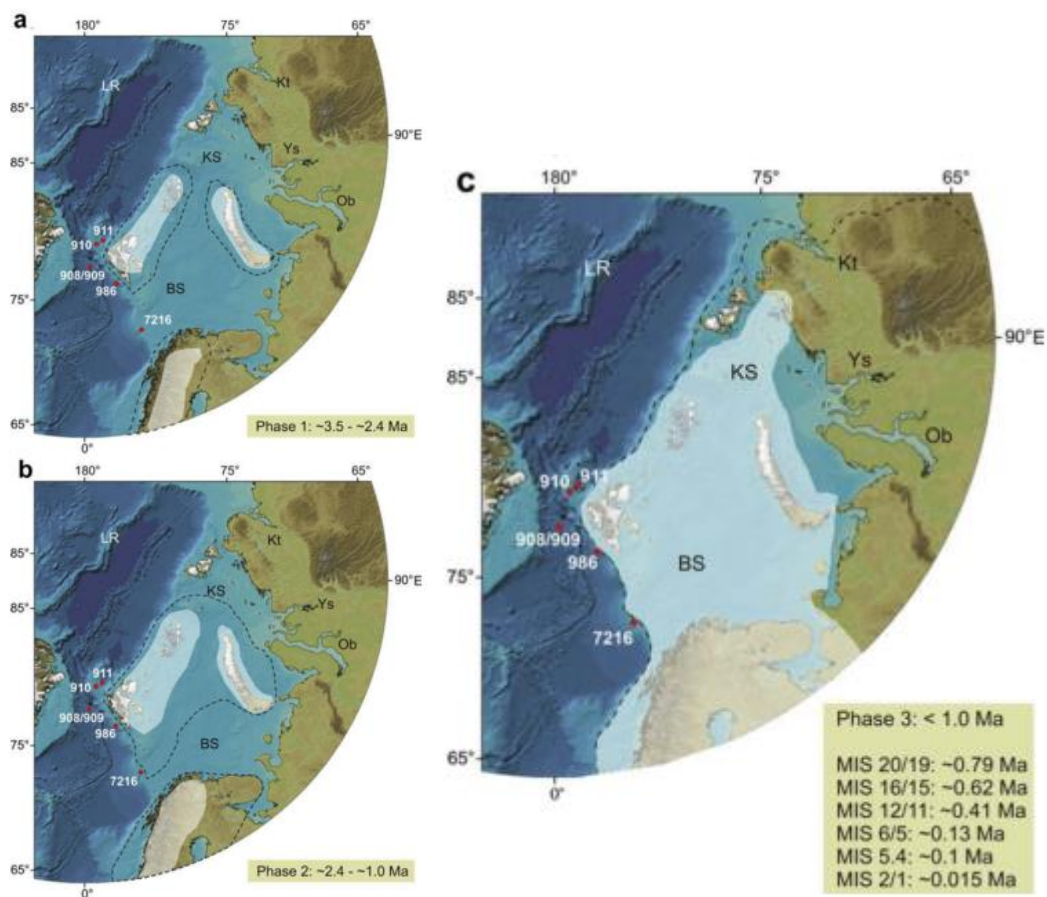 a
180° 75° 65°
LR
Kt
85°
90°E
Ys
85°
KS
Ob
911
910
908/909
986
BS
75°
7216
65°
Phase 1: ~3.5 - ~2.4 Ma
0°
b
180° 75° 65°
LR
Kt
85°
90°E
KS
Ys
85°
Ob
911
910
908/909
986
BS
75°
7216
65°
Phase 2: ~2.4 - ~1.0 Ma
0°
c
180° 75° 65°
Kt
LR
85°
90°E
Ys
KS
85°
Ob
911
910
908/909
986
BS
75°
7216
65°
0°
Phase 3: < 1.0 Ma
MIS 20/19: ~0.79 Ma
MIS 16/15: ~0.62 Ma
MIS 12/11: ~0.41 Ma
MIS 6/5: ~0.13 Ma
MIS 5.4: ~0.1 Ma
MIS 2/1: ~0.015 Ma